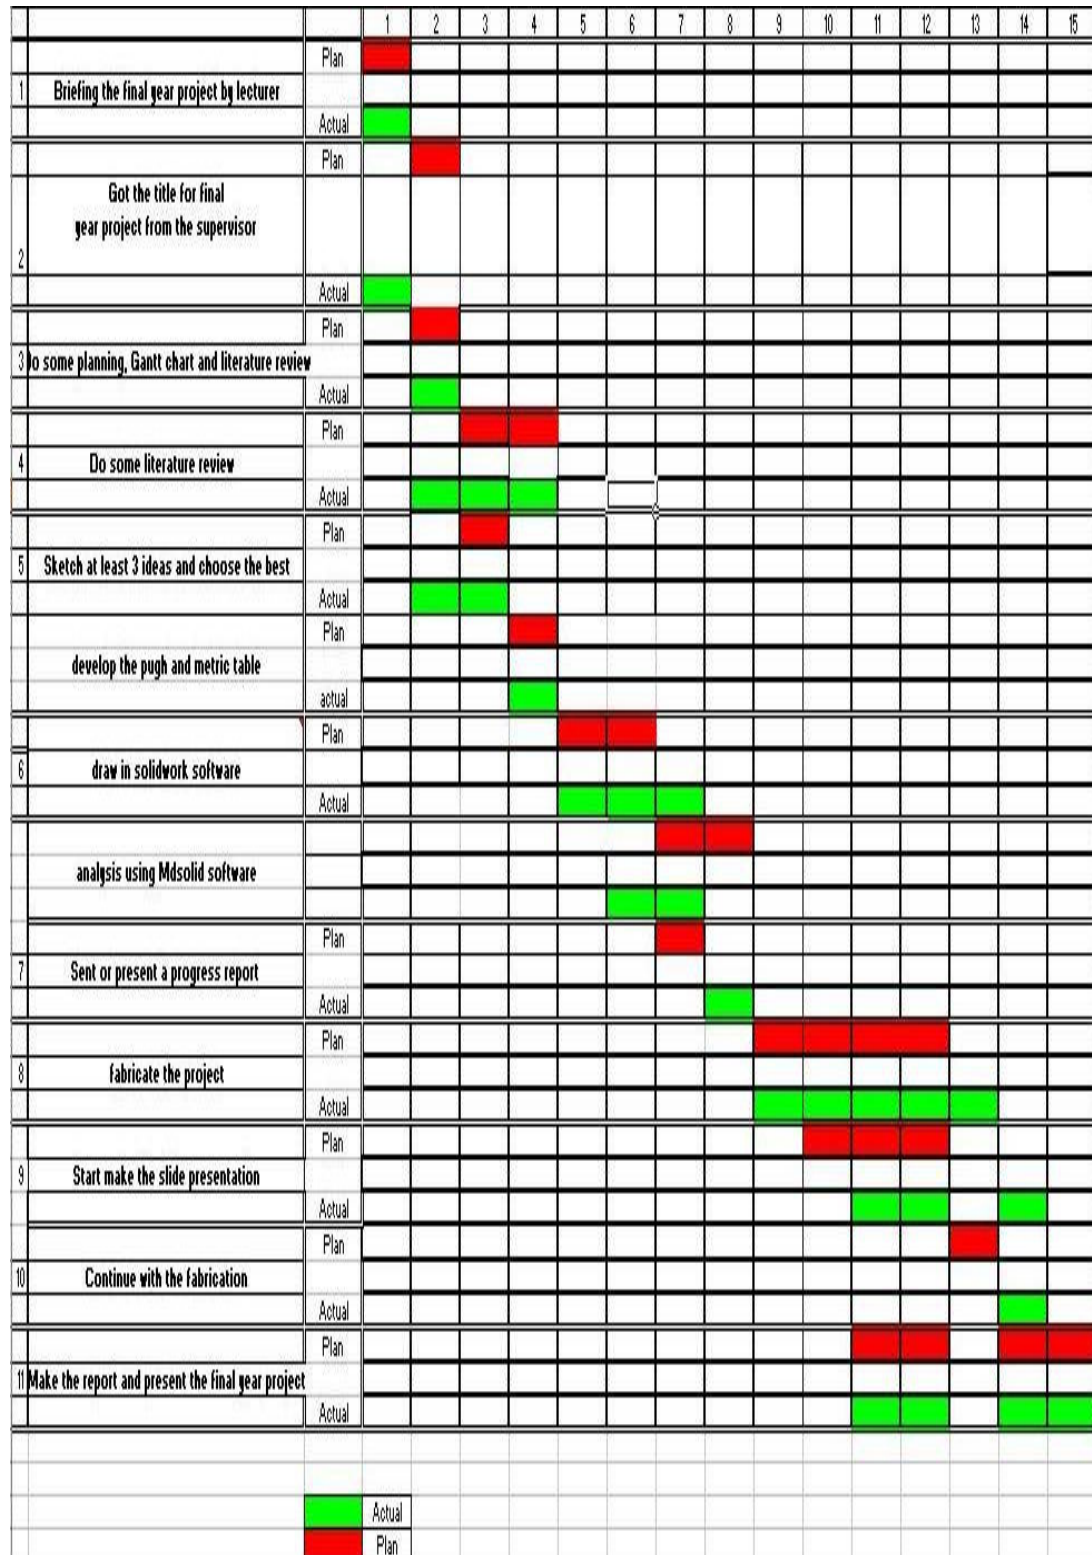 1 2 3 4 5 6 7 8 9 10 11 12 13 14 15
Plan
1 Briefing the final year project by lecturer
Actual
Plan
Got the title for final
year project from the supervisor
2
Actual
Plan
3 Do some planning, Gantt chart and literature review
Actual
Plan
4 Do some literature review
Actual
Plan
5 Sketch at least 3 ideas and choose the best
Actual
Plan
develop the pugh and metric table
actual
Plan
6 draw in solidwork software
Actual
analysis using Mdsolid software
Plan
7 Sent or present a progress report
Actual
Plan
8 fabricate the project
Actual
Plan
9 Start make the slide presentation
Actual
Plan
10 Continue with the fabrication
Actual
Plan
11 Make the report and present the final year project
Actual
Actual
Plan